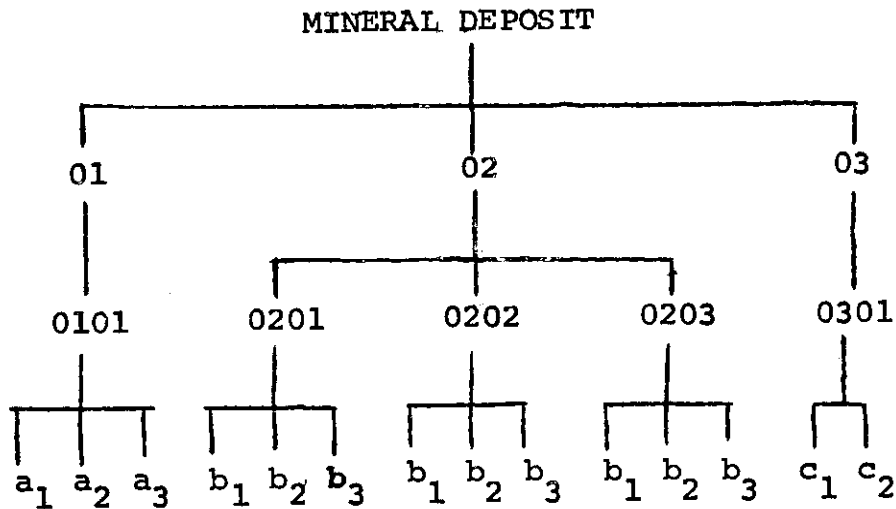 MINERAL DEPOSIT
01 02 03
0101 0201 0202 0203 0301
a₁ a₂ a₃ b₁ b₂ b₃ b₁ b₂ b₃ b₁ b₂ b₃ c₁ c₂